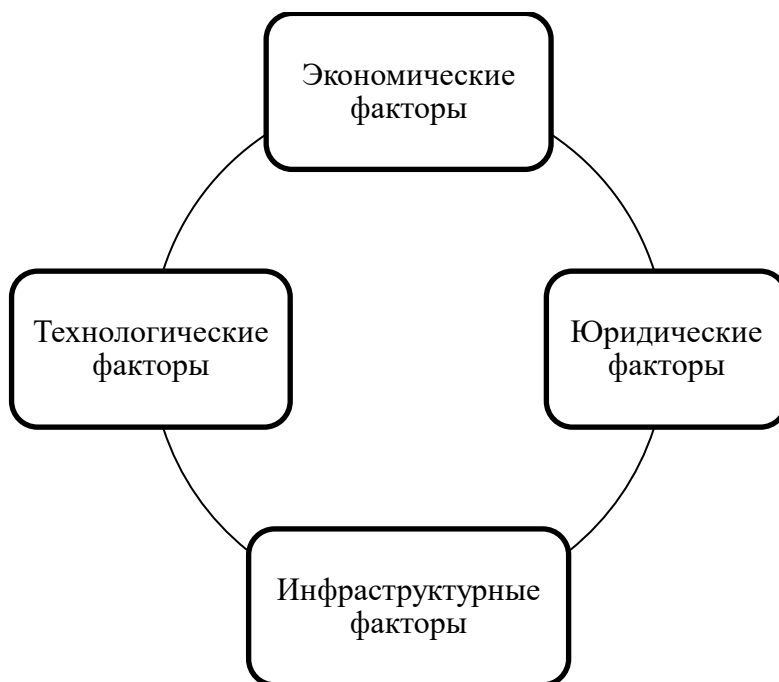 Экономические
факторы
Технологические
факторы
Юридические
факторы
Инфраструктурные
факторы